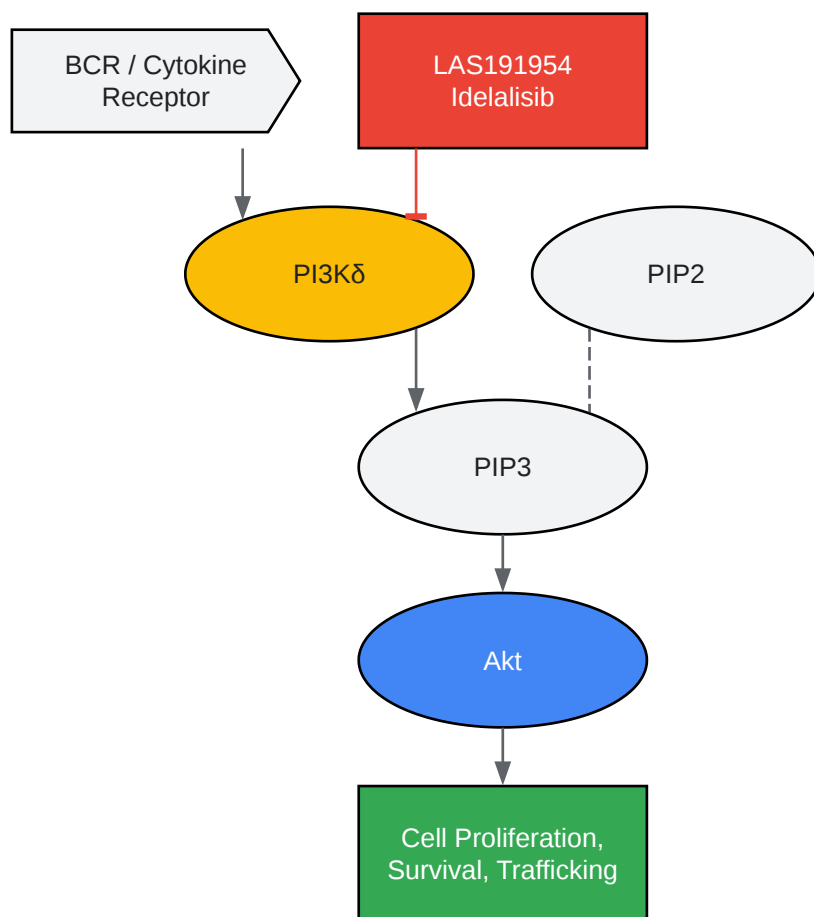 BCR / Cytokine
Receptor
LAS191954
Idelalisib
PI3Kδ
PIP2
PIP3
Akt
Cell Proliferation,
Survival, Trafficking